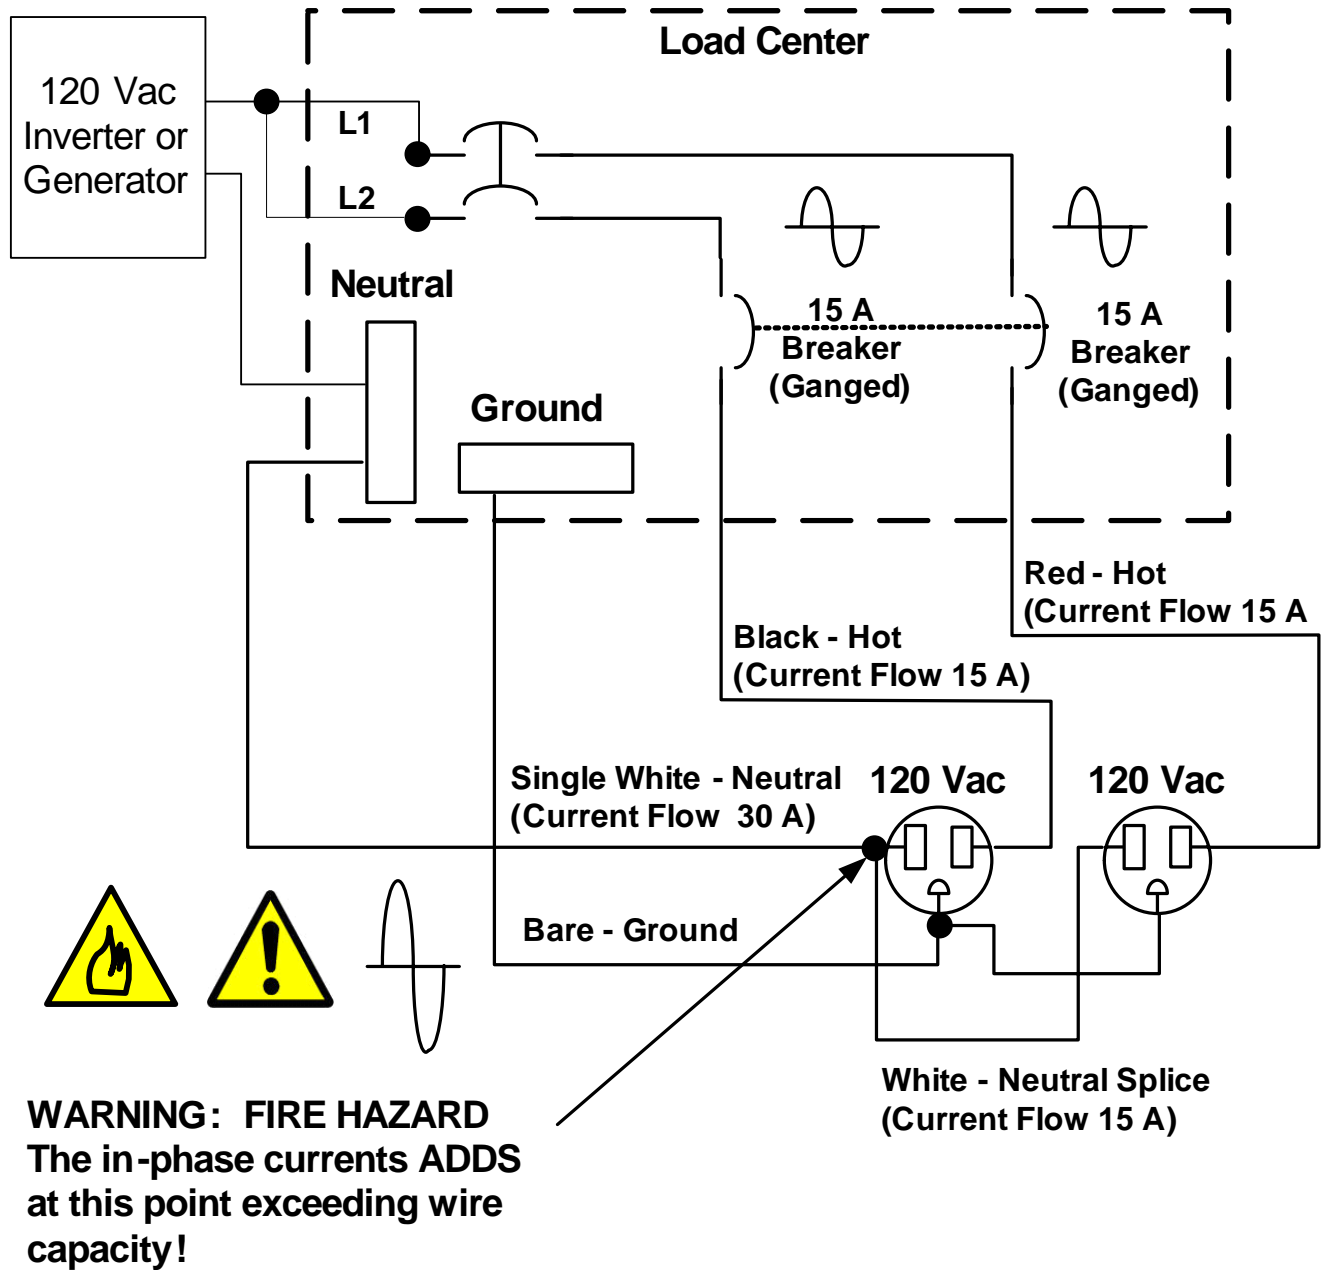 Load Center
120 Vac
Inverter or
Generator
L1
L2
Neutral
Ground
15 A
Breaker
(Ganged)
15 A
Breaker
(Ganged)
Red - Hot
(Current Flow 15 A
Black - Hot
(Current Flow 15 A)
Single White - Neutral
(Current Flow 30 A)
120 Vac
120 Vac
Bare - Ground
White - Neutral Splice
(Current Flow 15 A)
WARNING: FIRE HAZARD
The in-phase currents ADDS
at this point exceeding wire
capacity!